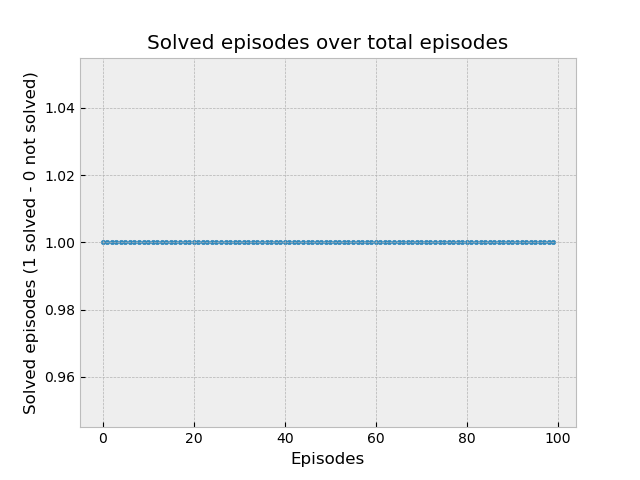 Solved episodes over total episodes
Solved episodes (1 solved - 0 not solved)
1.04
1.02
1.00
0.98
0.96
0 20 40 60 80 100
Episodes